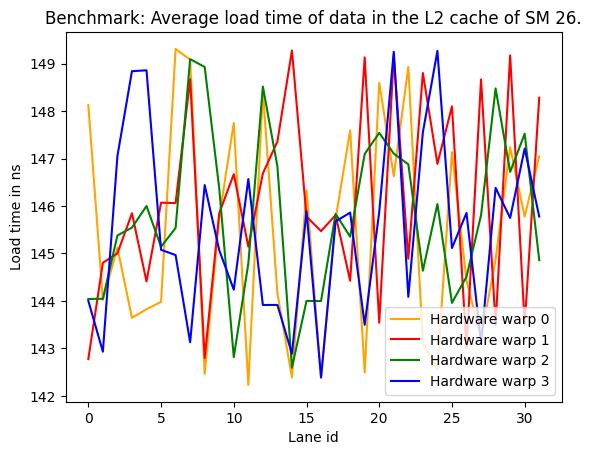 Benchmark: Average load time of data in the L2 cache of SM 26.
Load time in ns
149
148
147
146
145
144
143
142
0
5
10
15
20
25
30
Lane id
Hardware warp 0
Hardware warp 1
Hardware warp 2
Hardware warp 3